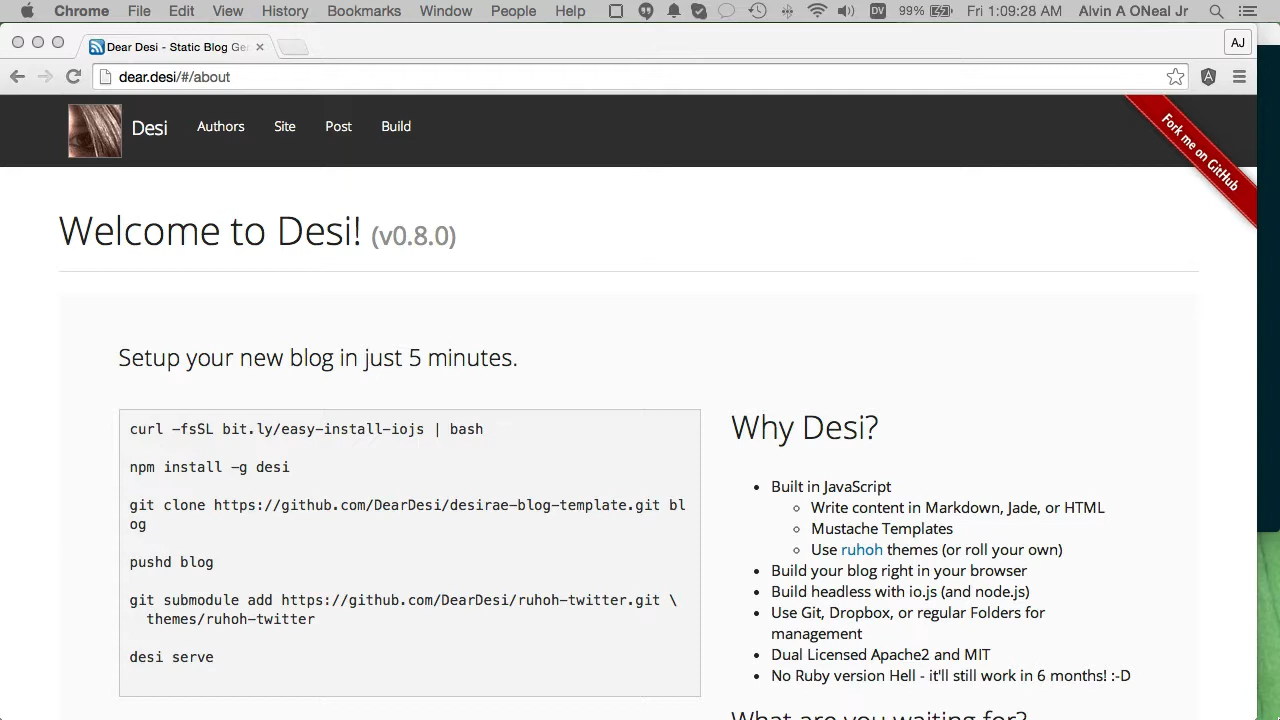 Chrome File Edit View History Bookmarks Window People Help DV 99% Fri 1:09:28 AM Alvin A ONeal Jr
Dear Desi - Static Blog Ge
AJ
dear.desi/#/about
Desi Authors Site Post Build
Fork me on GitHub
Welcome to Desi! (v0.8.0)
Setup your new blog in just 5 minutes.
curl -fsSL bit.ly/easy-install-iojs | bash
npm install -g desi
git clone https://github.com/DearDesi/desirae-blog-template.git bl
og
pushd blog
git submodule add https://github.com/DearDesi/ruhoh-twitter.git \
themes/ruhoh-twitter
desi serve
Why Desi?
Built in JavaScript
Write content in Markdown, Jade, or HTML
Mustache Templates
Use ruhoh themes (or roll your own)
Build your blog right in your browser
Build headless with io.js (and node.js)
Use Git, Dropbox, or regular Folders for
management
Dual Licensed Apache2 and MIT
No Ruby version Hell - it'll still work in 6 months! :-D
What are you waiting for?